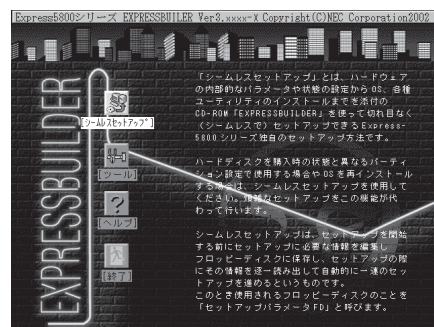 Express5800シリーズ EXPRESSBUILER Ver3.xxxx-X Copyright(C)NEC Corporation2002
EXPRESSBUILDER
[シームレスセットアップ]
[ツール]
[ヘルプ]
[終了]
「シームレスセットアップ」とは、ハードウェア
の内部的なパラメータや状態の設定からOS、各種
ユーティリティのインストールまでを添付の
CD-ROM「EXPRESSBUILDER」を使って切れ目なく
(シームレスで)セットアップできるExpress-
5800シリーズ独自のセットアップ方法です。
ハードディスクを購入時の状態と異なるパーティ
ション設定で使用する場合やOSを再インストール
する場合は、シームレスセットアップを使用して
ください。煩雑なセットアップをこの機能が代
わって行います。
シームレスセットアップは、セットアップを開始
する前にセットアップに必要な情報を編集し
フロッピーディスクに保存し、セットアップの際
にその情報を逐一読み出して自動的に一連のセッ
トアップを進めるというものです。
このとき使用されるフロッピーディスクのことを
「セットアップパラメータFD」と呼びます。